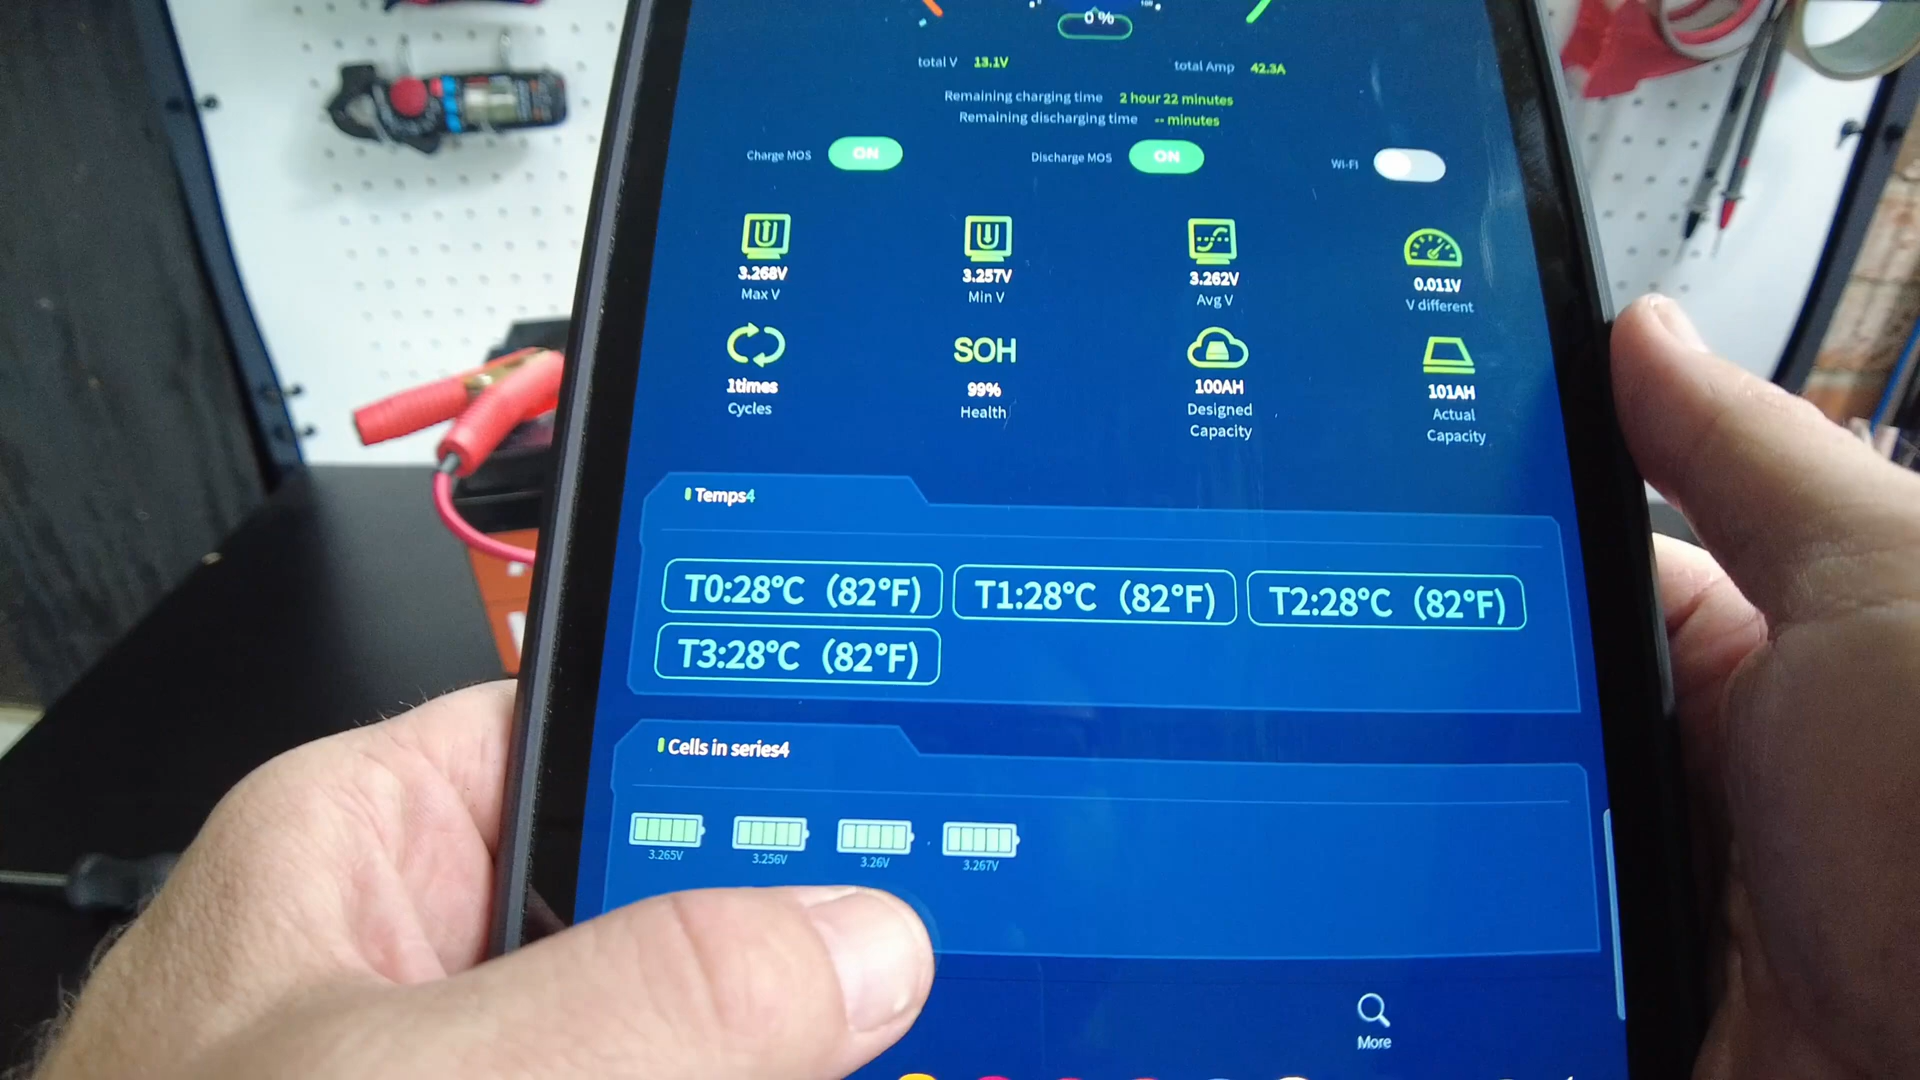 0 %
total V 13.1V total Amp 42.3A
Remaining charging time 2 hour 22 minutes
Remaining discharging time -- minutes
Charge MOS ON Discharge MOS ON Wi-Fi
3.268V 3.257V 3.262V 0.011V
Max V Min V Avg V V different
SOH
1times 99% 100AH 101AH
Cycles Health Designed Actual
Capacity Capacity
Temps4
T0:28°C (82°F) T1:28°C (82°F) T2:28°C (82°F)
T3:28°C (82°F)
Cells in series4
3.265V 3.256V 3.26V 3.267V
More